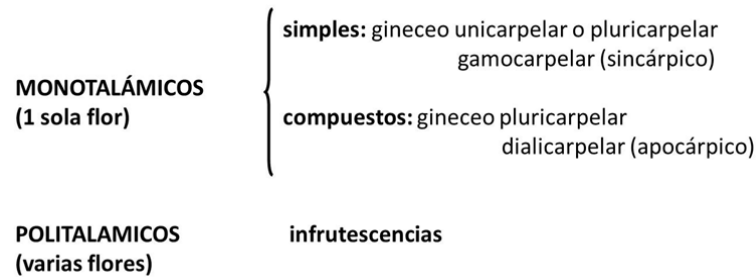 simples: gineceo unicarpelar o pluricarpelar
gamocarpelar (sincárpico)
MONOTALÁMICOS
(1 sola flor)
compuestos: gineceo pluricarpelar
dialicarpelar (apocárpico)
POLITALAMICOS
(varias flores)
infrutescencias